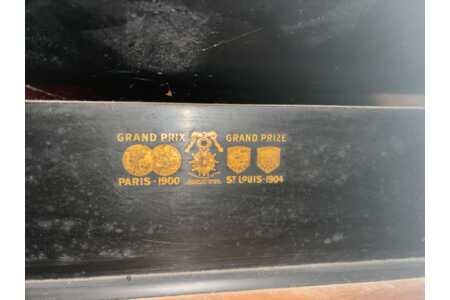 GRAND PRIX
PARIS - 1900
GRAND PRIZE
ST LOUIS - 1904